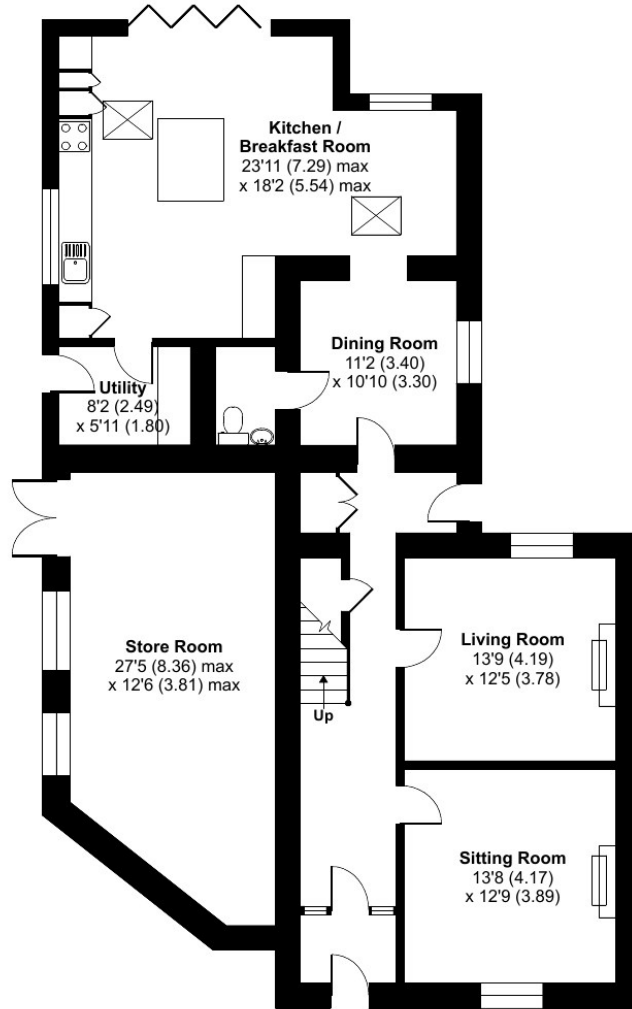 Kitchen /
Breakfast Room
23'11 (7.29) max
x 18'2 (5.54) max
Dining Room
11'2 (3.40)
x 10'10 (3.30)
Utility
8'2 (2.49)
x 5'11 (1.80)
Store Room
27'5 (8.36) max
x 12'6 (3.81) max
Living Room
13'9 (4.19)
x 12'5 (3.78)
Up
Sitting Room
13'8 (4.17)
x 12'9 (3.89)